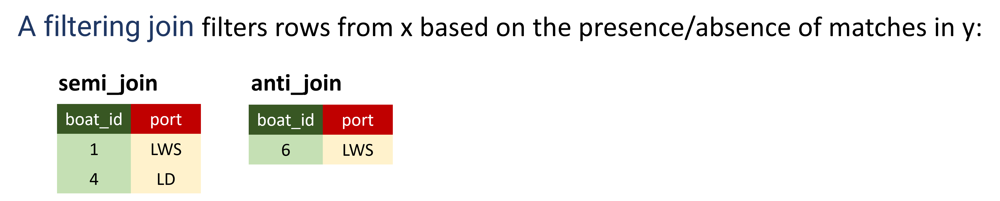 A filtering join filters rows from x based on the presence/absence of matches in y:
semi_join anti_join
boat_id port boat_id port
1 LWS 6 LWS
4 LD